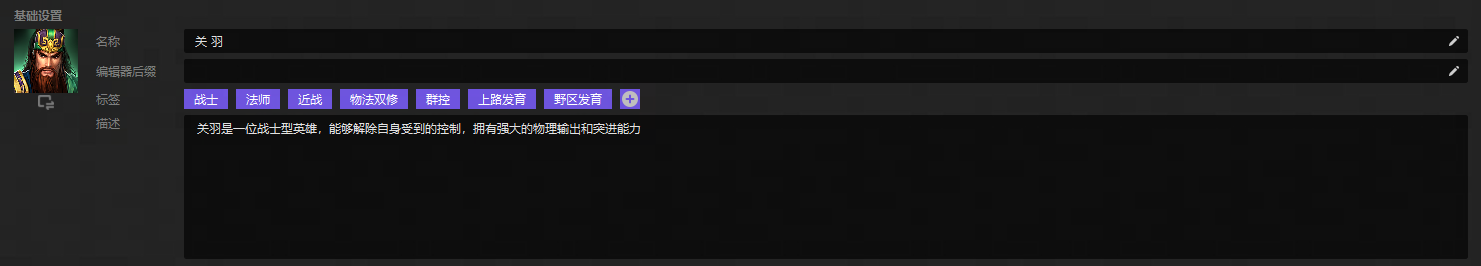 基础设置
名称
关 羽
编辑器后缀
标签
战士 法师 近战 物法双修 群控 上路发育 野区发育
描述
关羽是一位战士型英雄，能够解除自身受到的控制，拥有强大的物理输出和突进能力